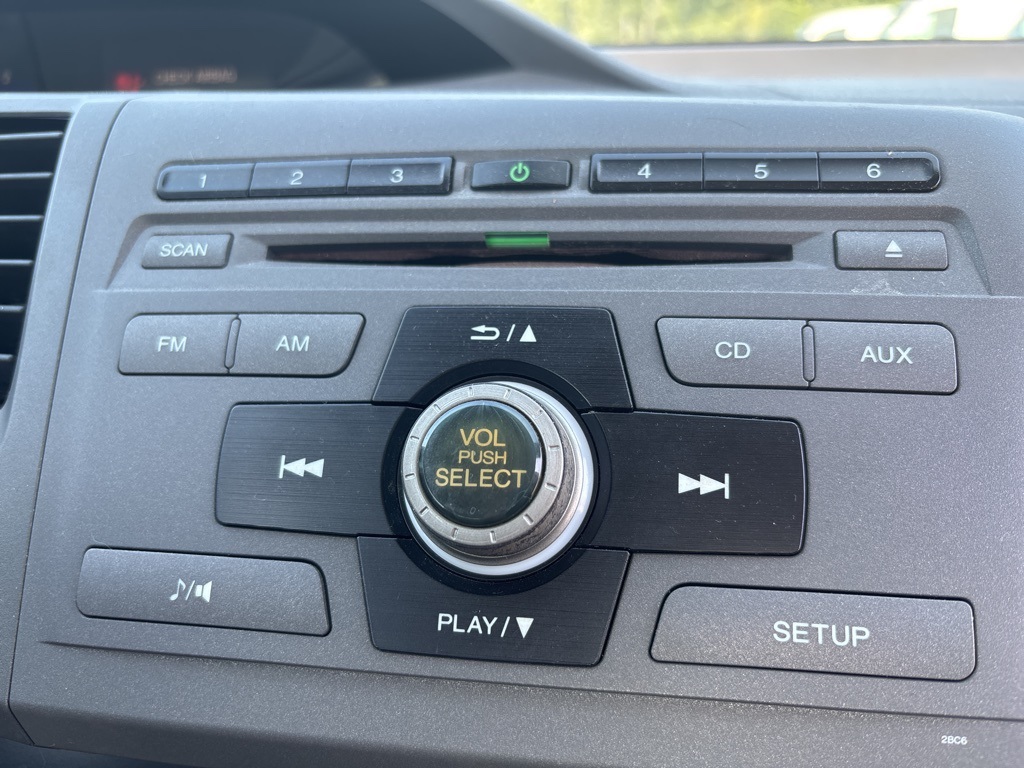 1 2 3 4 5 6
SCAN
FM AM CD AUX
VOL
PUSH
SELECT
PLAY/▼
SETUP
2BC6